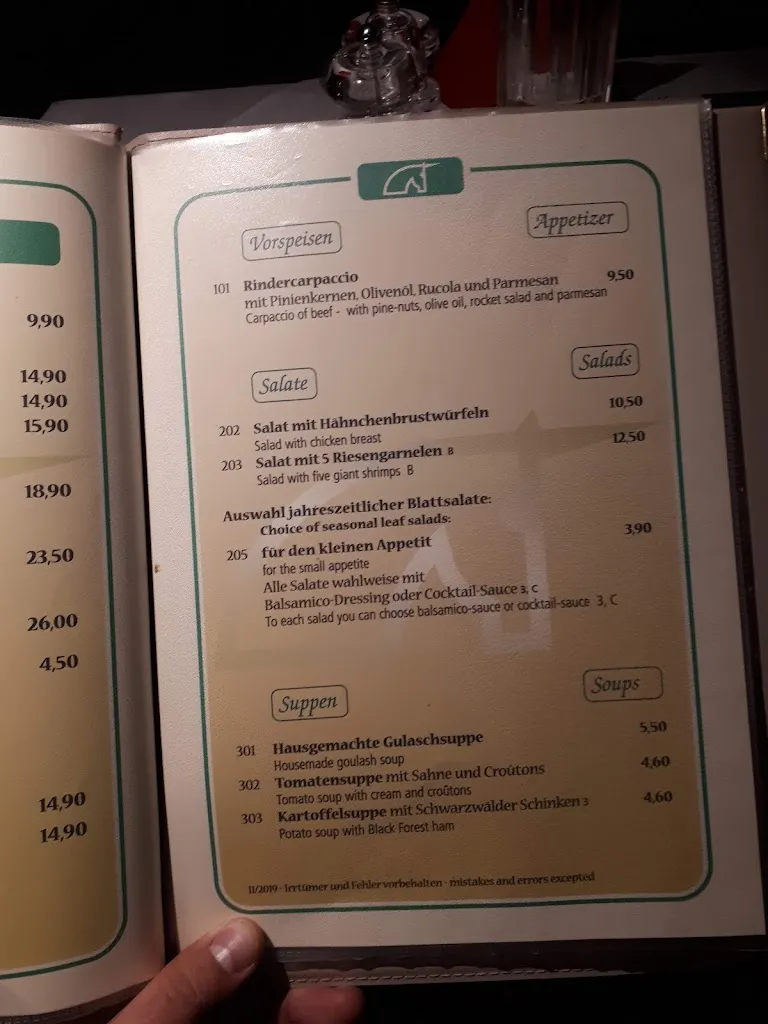 9,90
14,90
14,90
15,90
18,90
23,50
26,00
4,50
14,90
14,90
Vorspeisen Appetizer
101 Rindercarpaccio 9,50
mit Pinienkernen, Olivenöl, Rucola und Parmesan
Carpaccio of beef - with pine-nuts, olive oil, rocket salad and parmesan
Salate Salads
202 Salat mit Hähnchenbrustwürfeln 10,50
Salad with chicken breast
203 Salat mit 5 Riesengarnelen B 12,50
Salad with five giant shrimps B
Auswahl jahreszeitlicher Blattsalate:
Choice of seasonal leaf salads:
205 für den kleinen Appetit 3,90
for the small appetite
Alle Salate wahlweise mit
Balsamico-Dressing oder Cocktail-Sauce 3, C
To each salad you can choose balsamico-sauce or cocktail-sauce 3, C
Suppen Soups
301 Hausgemachte Gulaschsuppe 5,50
Housemade goulash soup
302 Tomatensuppe mit Sahne und Croûtons 4,60
Tomato soup with cream and croûtons
303 Kartoffelsuppe mit Schwarzwälder Schinken 3 4,60
Potato soup with Black Forest ham
11/2019 - Irrtümer und Fehler vorbehalten - mistakes and errors excepted